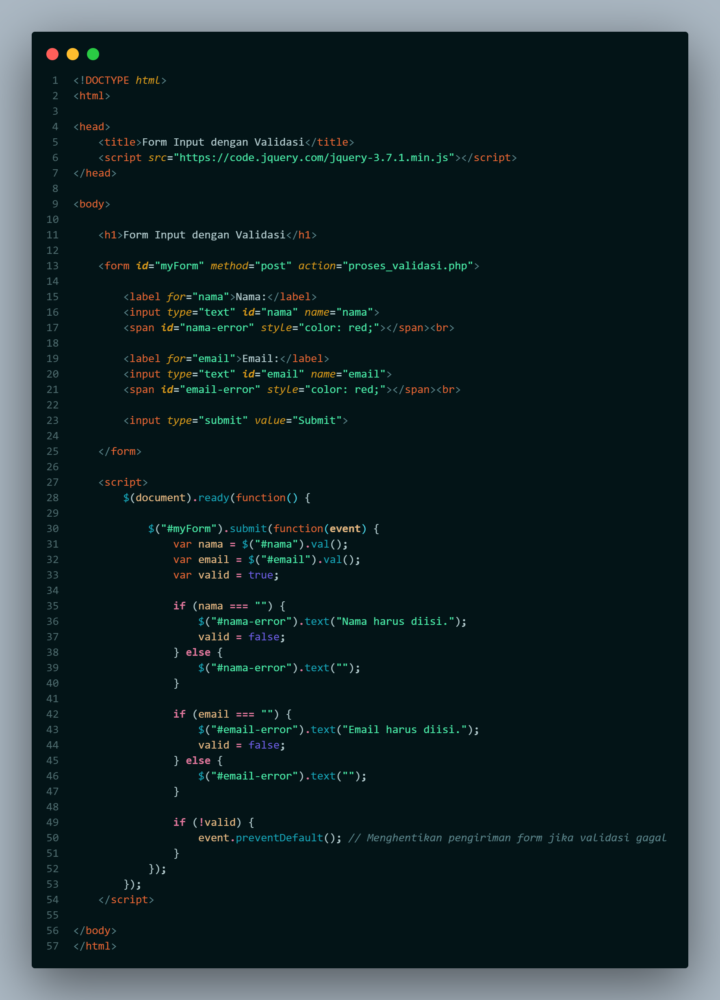 1 <!DOCTYPE html>
2 <html>
3
4 <head>
5     <title>Form Input dengan Validasi</title>
6     <script src="https://code.jquery.com/jquery-3.7.1.min.js"></script>
7 </head>
8
9 <body>
10
11     <h1>Form Input dengan Validasi</h1>
12
13     <form id="myForm" method="post" action="proses_validasi.php">
14
15         <label for="nama">Nama:</label>
16         <input type="text" id="nama" name="nama">
17         <span id="nama-error" style="color: red;"></span><br>
18
19         <label for="email">Email:</label>
20         <input type="text" id="email" name="email">
21         <span id="email-error" style="color: red;"></span><br>
22
23         <input type="submit" value="Submit">
24
25     </form>
26
27     <script>
28         $(document).ready(function() {
29
30             $("#myForm").submit(function(event) {
31                 var nama = $("#nama").val();
32                 var email = $("#email").val();
33                 var valid = true;
34
35                 if (nama === "") {
36                     $("#nama-error").text("Nama harus diisi.");
37                     valid = false;
38                 } else {
39                     $("#nama-error").text("");
40                 }
41
42                 if (email === "") {
43                     $("#email-error").text("Email harus diisi.");
44                     valid = false;
45                 } else {
46                     $("#email-error").text("");
47                 }
48
49                 if (!valid) {
50                     event.preventDefault(); // Menghentikan pengiriman form jika validasi gagal
51                 }
52             });
53         });
54     </script>
55
56 </body>
57 </html>